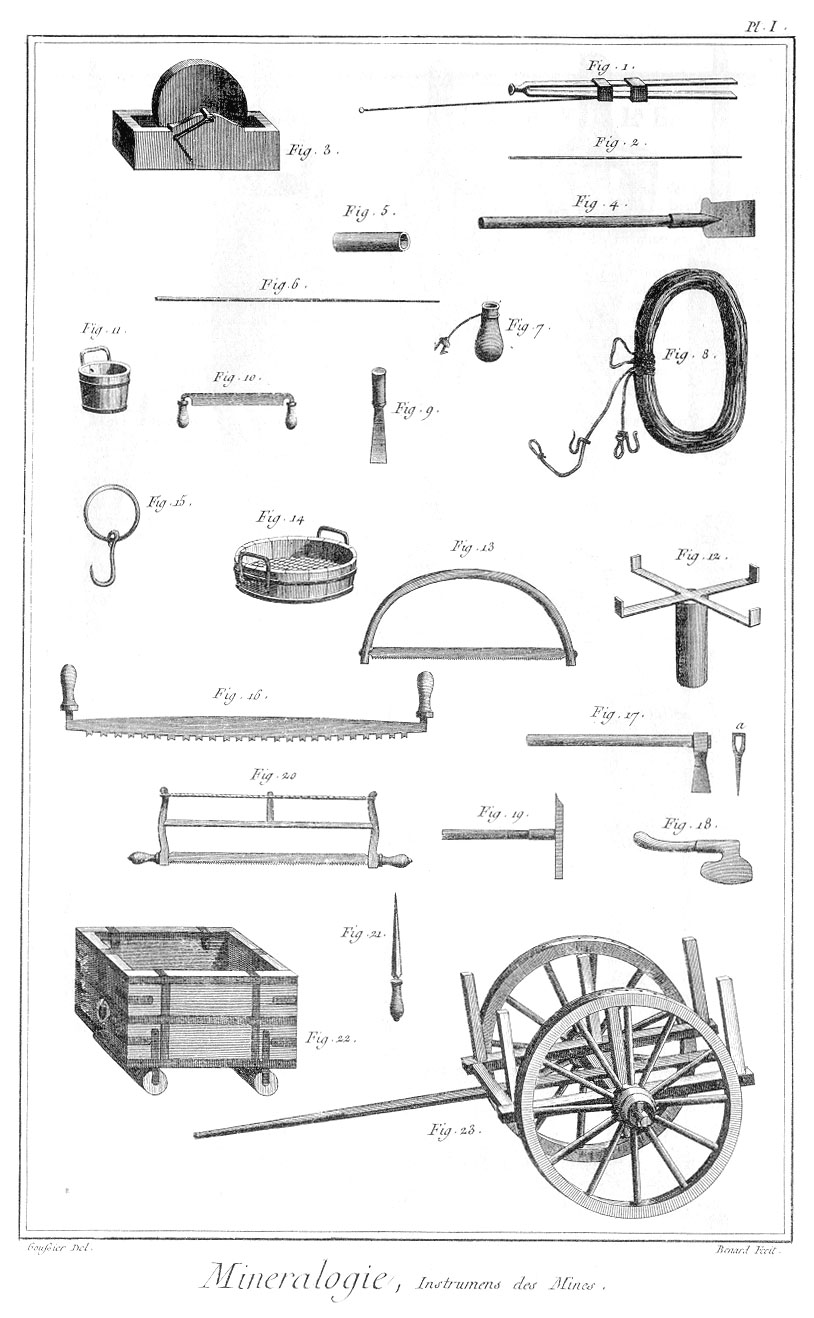 Pl. I.
Fig. 1.
Fig. 3.
Fig. 2.
Fig. 5.
Fig. 4.
Fig. 6.
Fig. 7.
Fig. 11.
Fig. 8.
Fig. 10.
Fig. 9.
Fig. 15.
Fig. 14
Fig. 13
Fig. 12.
Fig. 16.
Fig. 17.
a
Fig. 20
Fig. 19.
Fig. 18.
Fig. 21.
Fig. 22.
Fig. 23.
Goussier Del.
Benard Fecit.
Mineralogie, Instrumens des Mines.